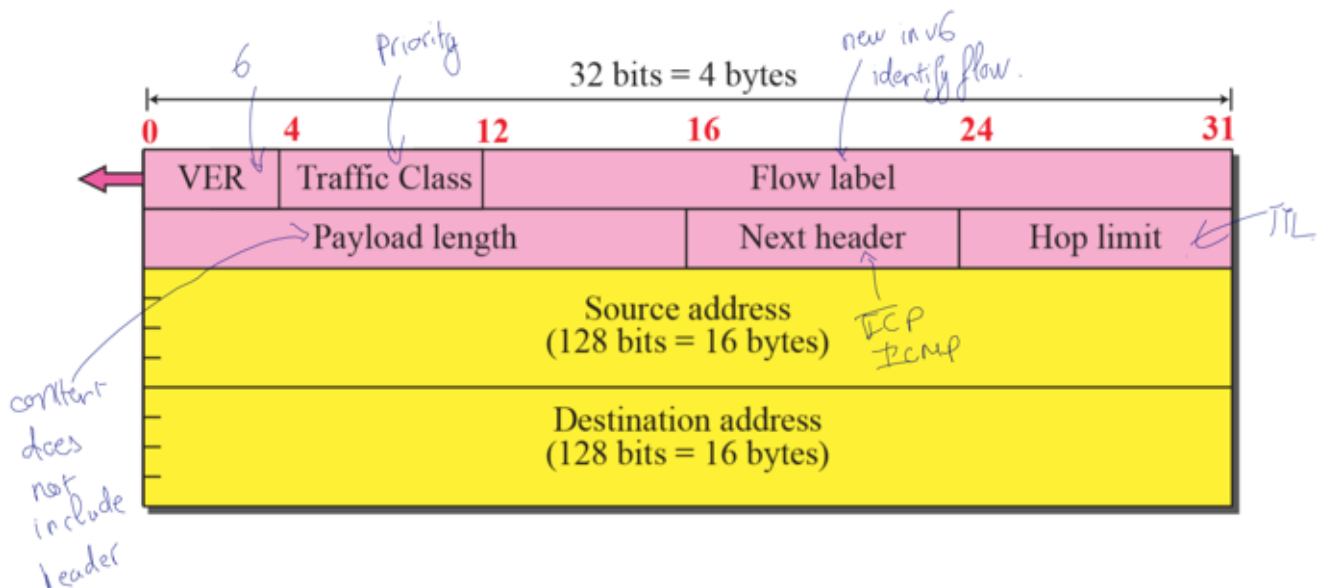 6
Priority
new in v6
identify flow.
32 bits = 4 bytes
0 4 12 16 24 31
VER Traffic Class Flow label
Payload length Next header Hop limit
TTL
Source address
(128 bits = 16 bytes)
TCP
ICMP
Destination address
(128 bits = 16 bytes)
content
does
not
include
header